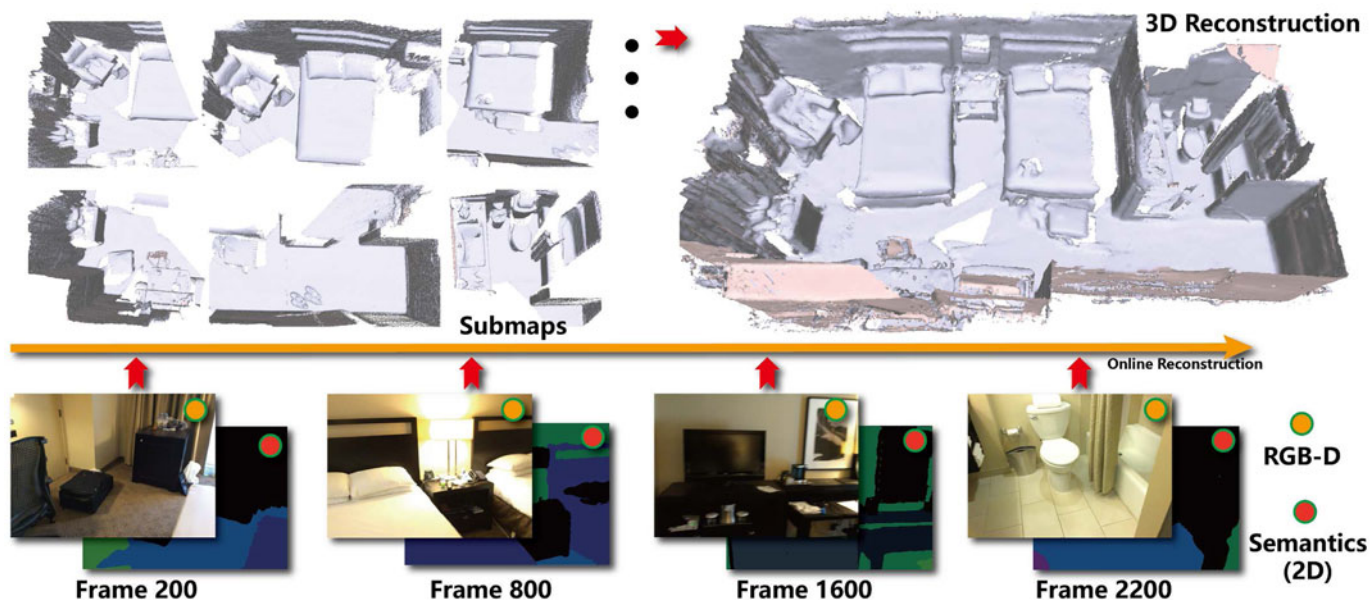 3D Reconstruction
Submaps
Online Reconstruction
RGB-D
Semantics
(2D)
Frame 200
Frame 800
Frame 1600
Frame 2200